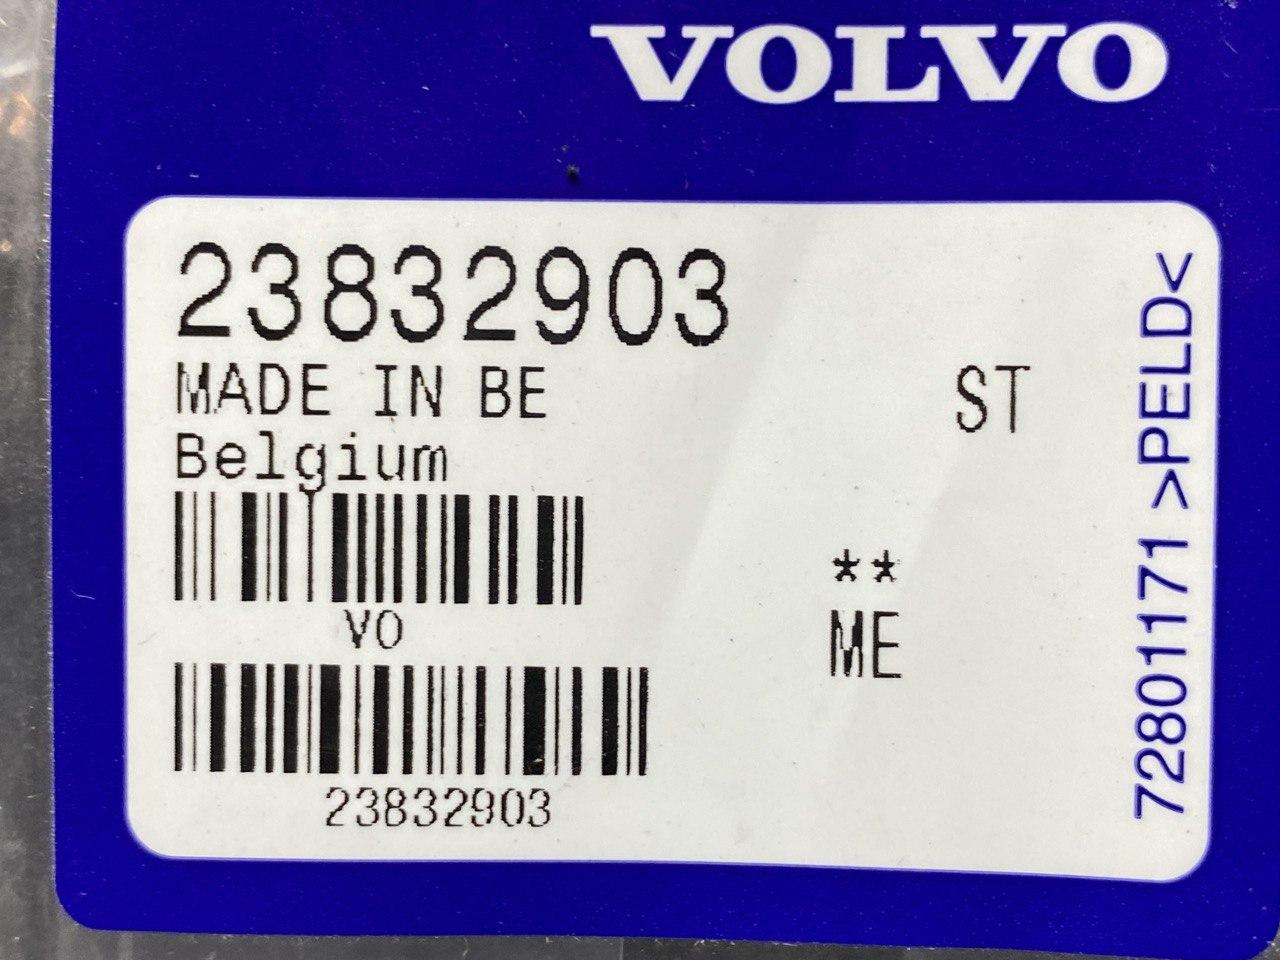 VOLVO
23832903
MADE IN BE
ST
Belgium
**
VO
ME
23832903
72801171 >PELD<